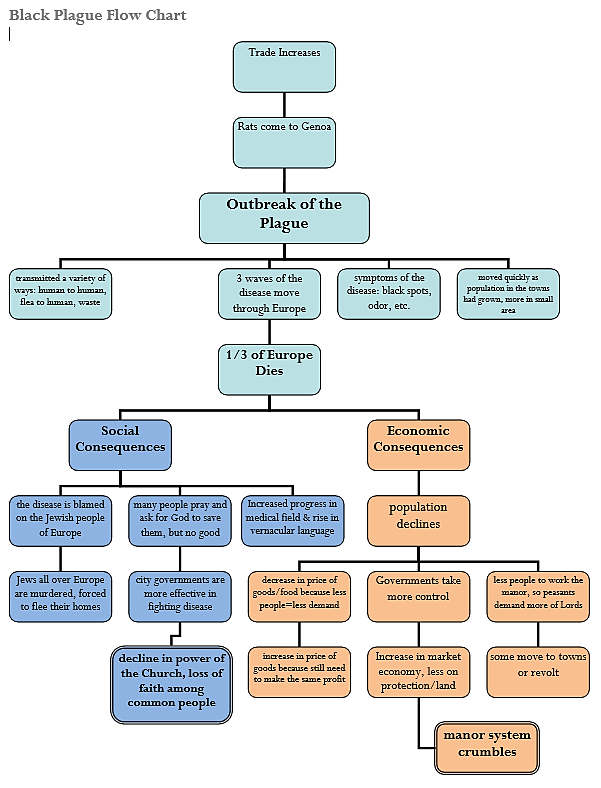 Black Plague Flow Chart
Trade Increases
Rats come to Genoa
Outbreak of the
Plague
transmitted a variety of
ways: human to human,
flea to human, waste
3 waves of the
disease move
through Europe
symptoms of the
disease: black spots,
odor, etc.
moved quickly as
population in the towns
had grown, more in small
area
1/3 of Europe
Dies
Social
Consequences
Economic
Consequences
the disease is blamed
on the Jewish people
of Europe
many people pray and
ask for God to save
them, but no good
Increased progress in
medical field & rise in
vernacular language
population
declines
Jews all over Europe
are murdered, forced
to flee their homes
city governments are
more effective in
fighting disease
decrease in price of
goods/food because less
people=less demand
Governments take
more control
less people to work the
manor, so peasants
demand more of Lords
decline in power of
the Church, loss of
faith among
common people
increase in price of
goods because still need
to make the same profit
Increase in market
economy, less on
protection/land
some move to towns
or revolt
manor system
crumbles